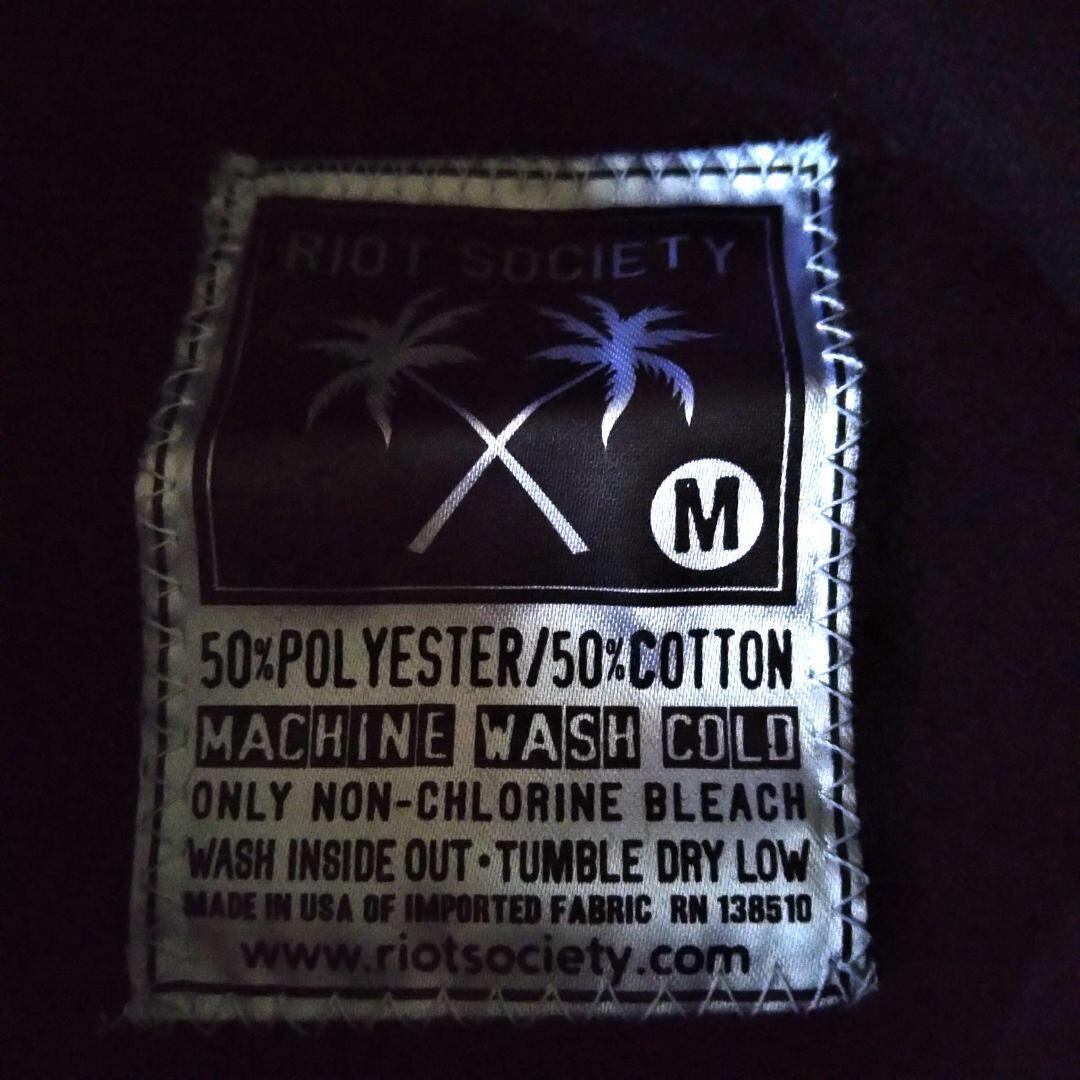 RIOT SOCIETY
M
50%POLYESTER/50%COTTON
MACHINE WASH COLD
ONLY NON-CHLORINE BLEACH
WASH INSIDE OUT•TUMBLE DRY LOW
MADE IN USA OF IMPORTED FABRIC RN 138510
www.riotsociety.com